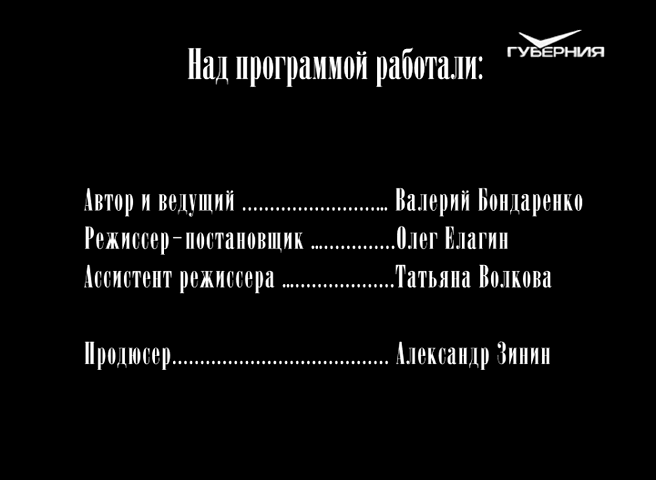 ГУБЕРНИЯ
Над программой работали:
Автор и ведущий ........................... Валерий Бондаренко
Режиссер-постановщик ................Олег Елагин
Ассистент режиссера .....................Татьяна Волкова
Продюсер........................................ Александр Зинин